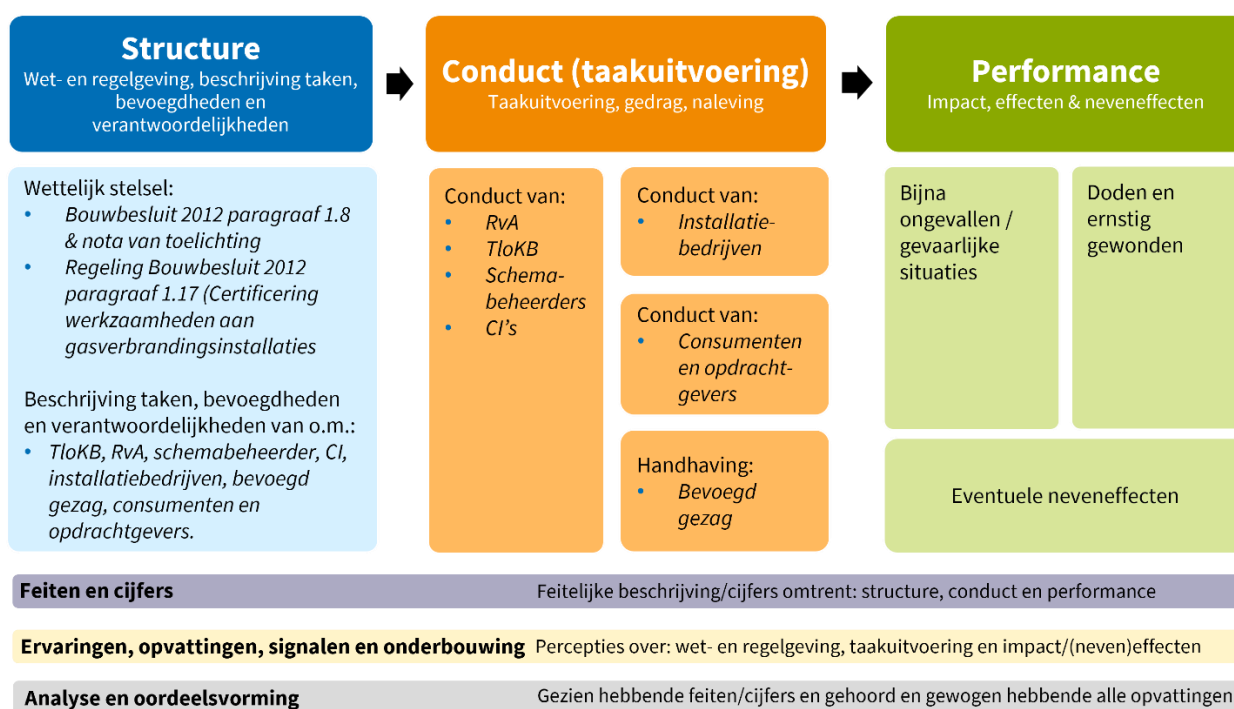 Structure
Wet- en regelgeving, beschrijving taken,
bevoegdheden en
verantwoordelijkheden
Conduct (taakuitvoering)
Taakuitvoering, gedrag, naleving
Performance
Impact, effecten & neveneffecten
Wettelijk stelsel:
• Bouwbesluit 2012 paragraaf 1.8
& nota van toelichting
• Regeling Bouwbesluit 2012
paragraaf 1.17 (Certificering
werkzaamheden aan
gasverbrandingsinstallaties
Beschrijving taken, bevoegdheden
en verantwoordelijkheden van o.m.:
• TloKB, RvA, schemabeheerder, CI,
installatiebedrijven, bevoegd
gezag, consumenten en
opdrachtgevers.
Conduct van:
• RvA
• TloKB
• Schema-
beheerders
• CI's
Conduct van:
• Installatie-
bedrijven
Conduct van:
• Consumenten
en opdracht-
gevers
Handhaving:
• Bevoegd
gezag
Bijna
ongevallen /
gevaarlijke
situaties
Doden en
ernstig
gewonden
Eventuele neveneffecten
Feiten en cijfers Feitelijke beschrijving/cijfers omtrent: structure, conduct en performance
Ervaringen, opvattingen, signalen en onderbouwing Percepties over: wet- en regelgeving, taakuitvoering en impact/(neven)effecten
Analyse en oordeelsvorming Gezien hebbende feiten/cijfers en gehoord en gewogen hebbende alle opvattingen